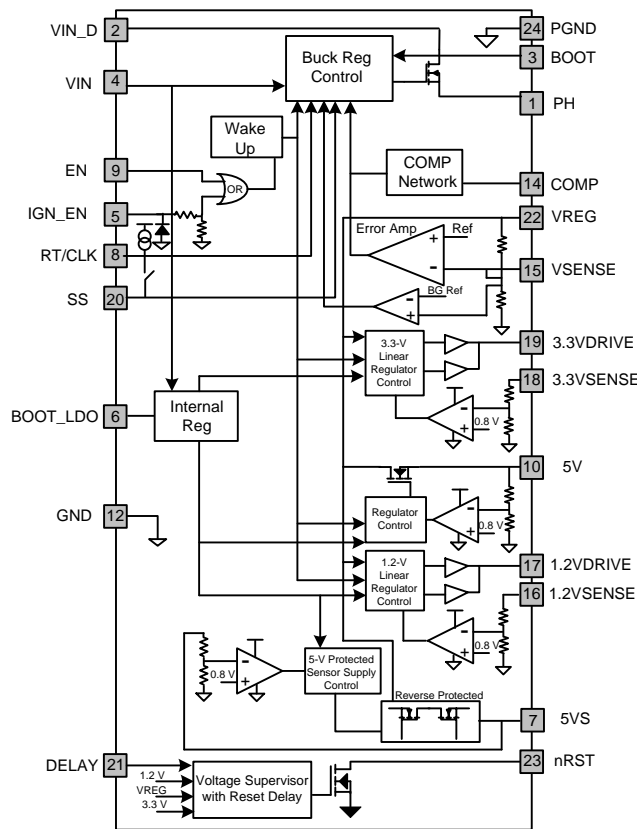 VIN_D
2
24
PGND
VIN
4
3
BOOT
Buck Reg
Control
1
PH
Wake
Up
EN
9
OR
COMP
Network
14
COMP
IGN_EN
5
22
VREG
Error Amp
Ref
+
-
RT/CLK
8
15
VSENSE
BG Ref
-
+
SS
20
3.3-V
Linear
Regulator
Control
19
3.3VDRIVE
18
3.3VSENSE
-
+
0.8 V
BOOT_LDO
6
Internal
Reg
10
5V
GND
12
Regulator
Control
-
+
0.8 V
1.2-V
Linear
Regulator
Control
17
1.2VDRIVE
16
1.2VSENSE
-
+
0.8 V
-
+
0.8 V
5-V Protected
Sensor Supply
Control
Reverse Protected
7
5VS
DELAY
21
23
nRST
1.2 V
VREG
3.3 V
Voltage Supervisor
with Reset Delay